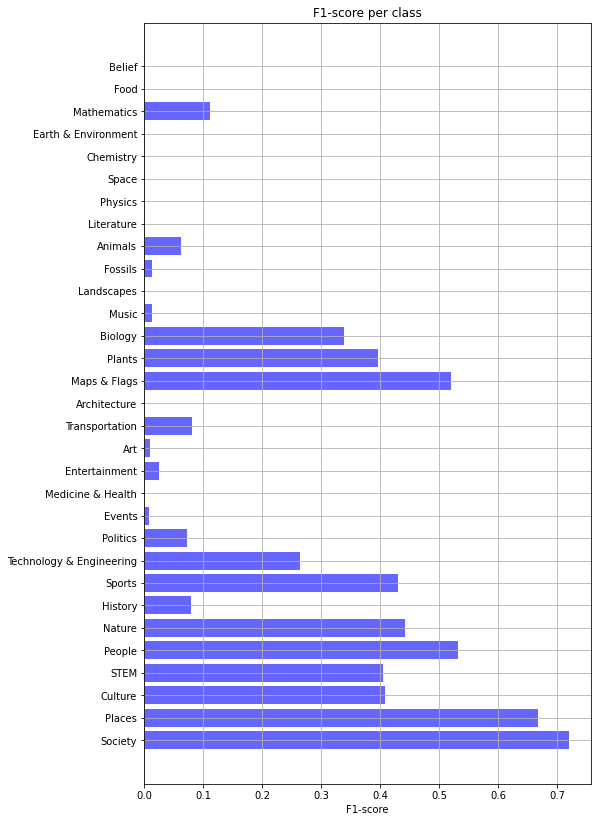 F1-score per class
Belief
Food
Mathematics
Earth & Environment
Chemistry
Space
Physics
Literature
Animals
Fossils
Landscapes
Music
Biology
Plants
Maps & Flags
Architecture
Transportation
Art
Entertainment
Medicine & Health
Events
Politics
Technology & Engineering
Sports
History
Nature
People
STEM
Culture
Places
Society
0.0 0.1 0.2 0.3 0.4 0.5 0.6 0.7
F1-score